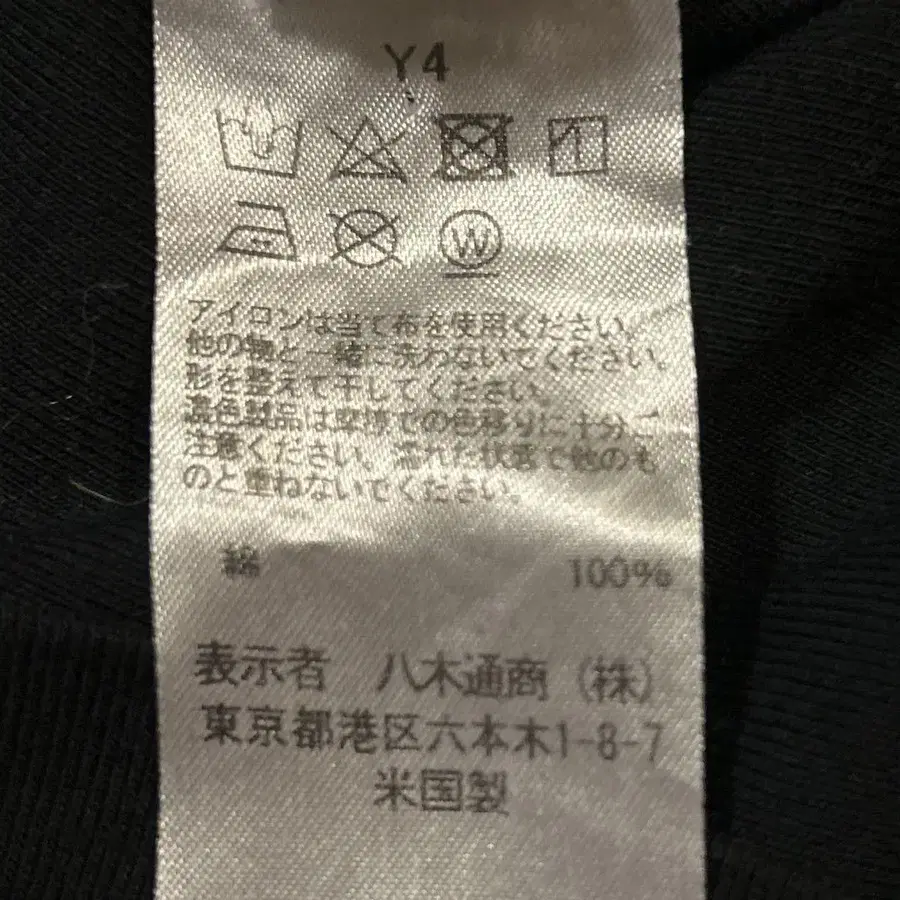 Y4
W
アイロンは当て布を使用ください。
他の物と一緒に洗わないでください。
形を整えて干してください。
濃色製品は摩擦での色移りに十分ご
注意ください、濡れた状態で他のも
のと重ねないでください。
綿 100%
表示者 八木通商（株）
東京都港区六本木1-8-7
米国製